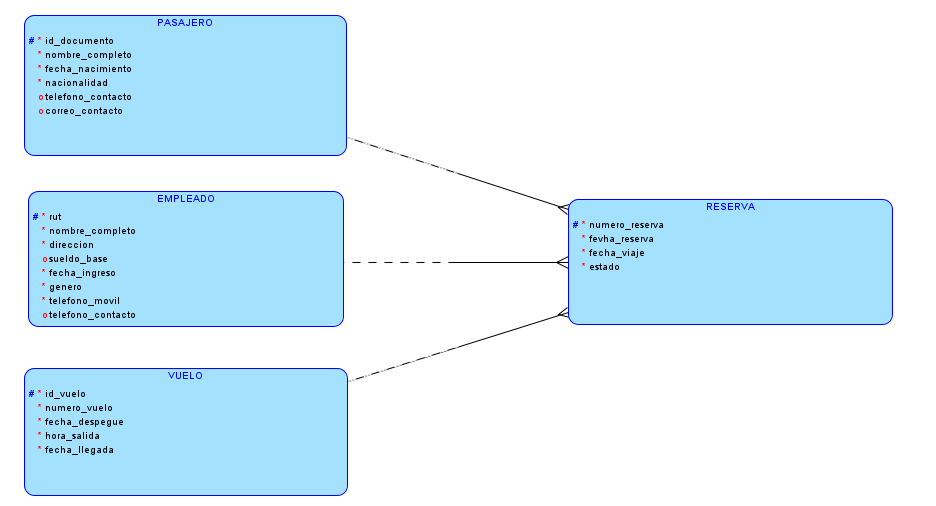 PASAJERO
# * id_documento
* nombre_completo
* fecha_nacimiento
* nacionalidad
o telefono_contacto
o correo_contacto
EMPLEADO
# * rut
* nombre_completo
* direccion
o sueldo_base
* fecha_ingreso
* genero
* telefono_movil
o telefono_contacto
RESERVA
# * numero_reserva
* fevha_reserva
* fecha_viaje
* estado
VUELO
# * id_vuelo
* numero_vuelo
* fecha_despegue
* hora_salida
* fecha_llegada